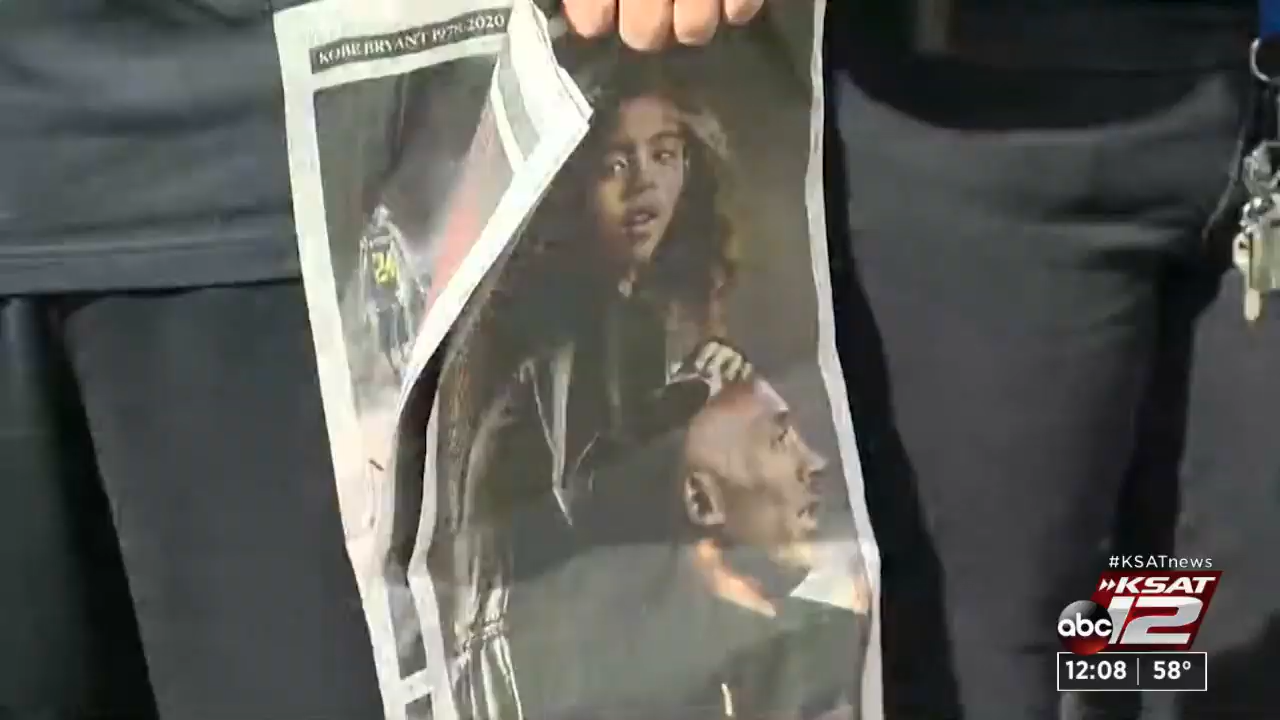 KOBE BRYANT 1978-2020
24
#KSATnews
KSAT
abc 12
12:08 58°